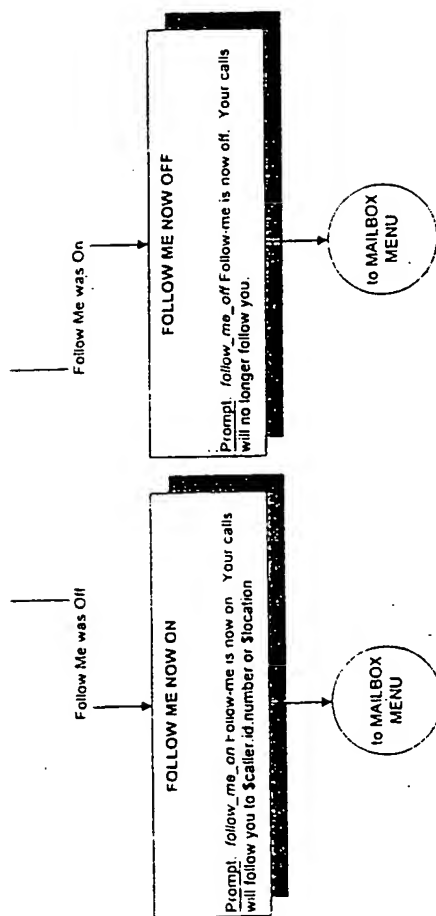 Follow Me was Off
FOLLOW ME NOW ON
Prompt. follow_me_on Follow-me is now on Your calls
will follow you to $caller.id.number or $location
to MAILBOX
MENU
Follow Me was On
FOLLOW ME NOW OFF
Prompt. follow_me_off Follow-me is now off. Your calls
will no longer follow you.
to MAILBOX
MENU